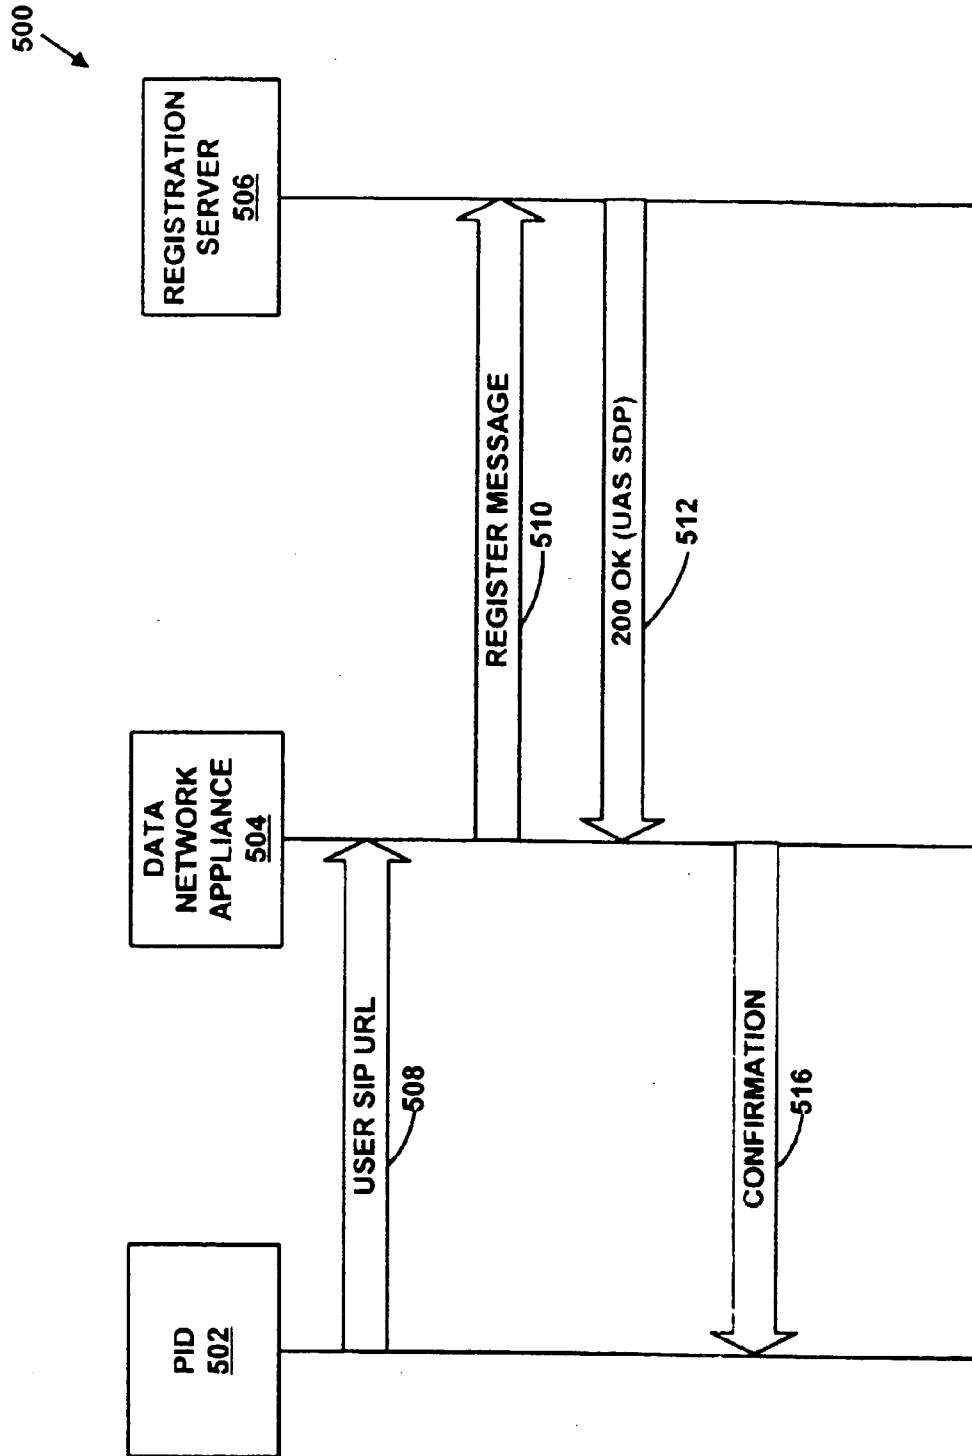 500
PID
502
DATA
NETWORK
APPLIANCE
504
REGISTRATION
SERVER
506
USER SIP URL
508
REGISTER MESSAGE
510
200 OK (UAS SDP)
512
CONFIRMATION
516